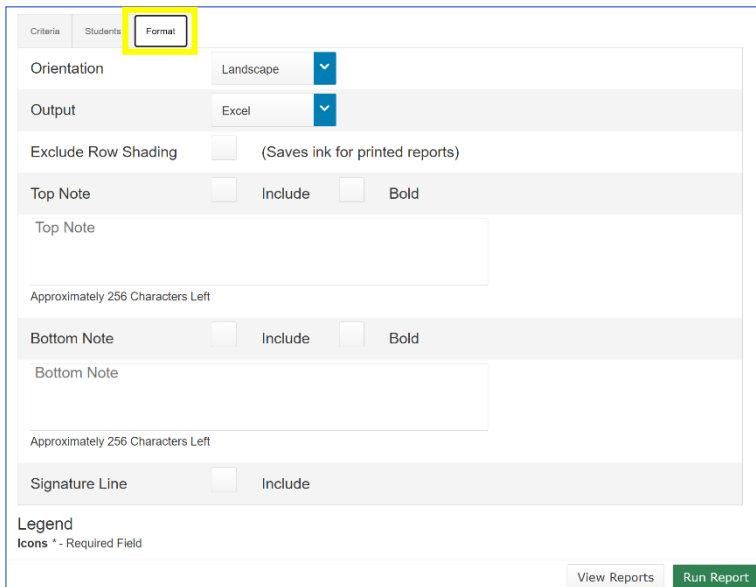 Criteria Students Format
Orientation Landscape
Output Excel
Exclude Row Shading (Saves ink for printed reports)
Top Note Include Bold
Top Note
Approximately 256 Characters Left
Bottom Note Include Bold
Bottom Note
Approximately 256 Characters Left
Signature Line Include
Legend
Icons * - Required Field
View Reports Run Report